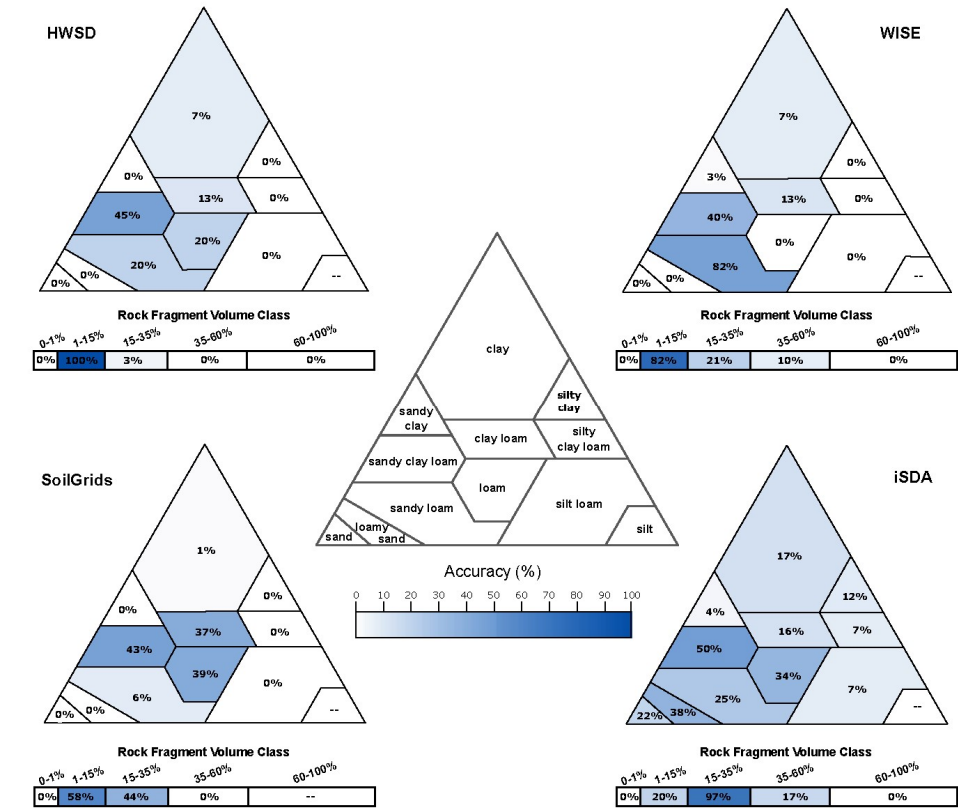 HWSD
7%
0%
0%
45%
13%
0%
20%
20%
0%
0%
0%
--
Rock Fragment Volume Class
0-1% 1-15% 15-35% 35-60% 60-100%
0% 100% 3% 0% 0%
WISE
7%
0%
3%
40%
13%
0%
0%
82%
0%
0%
0%
--
Rock Fragment Volume Class
0-1% 1-15% 15-35% 35-60% 60-100%
0% 82% 21% 10% 0%
clay
silty
clay
sandy
clay
clay loam
silty
clay loam
sandy clay loam
loam
sandy loam
silt loam
loamy
sand
sand
silt
Accuracy (%)
0 10 20 30 40 50 60 70 80 90 100
SoilGrids
1%
0%
0%
43%
37%
0%
39%
6%
0%
0%
0%
--
Rock Fragment Volume Class
0-1% 1-15% 15-35% 35-60% 60-100%
0% 58% 44% 0% --
iSDA
17%
12%
4%
50%
16%
7%
34%
25%
7%
38%
22%
--
Rock Fragment Volume Class
0-1% 1-15% 15-35% 35-60% 60-100%
0% 20% 97% 17% 0%